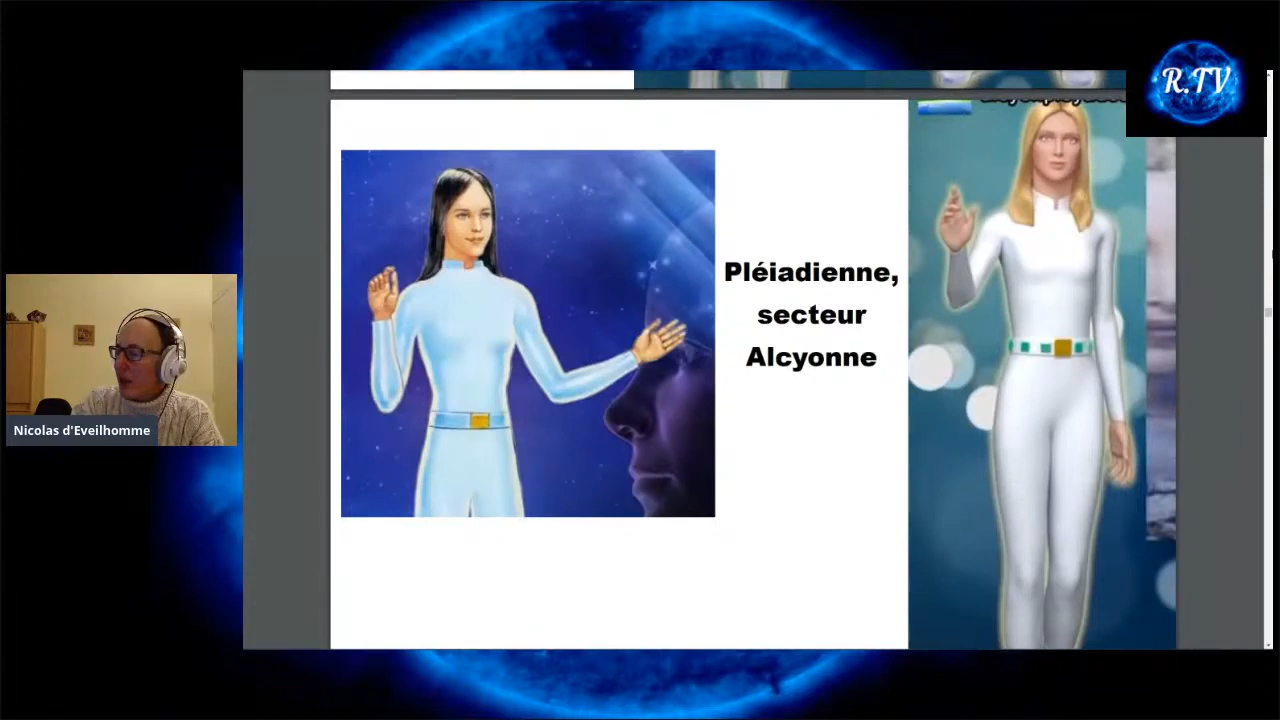 R.TV
Pléiadienne,
secteur
Alcyonne
Nicolas d'Eveilhomme